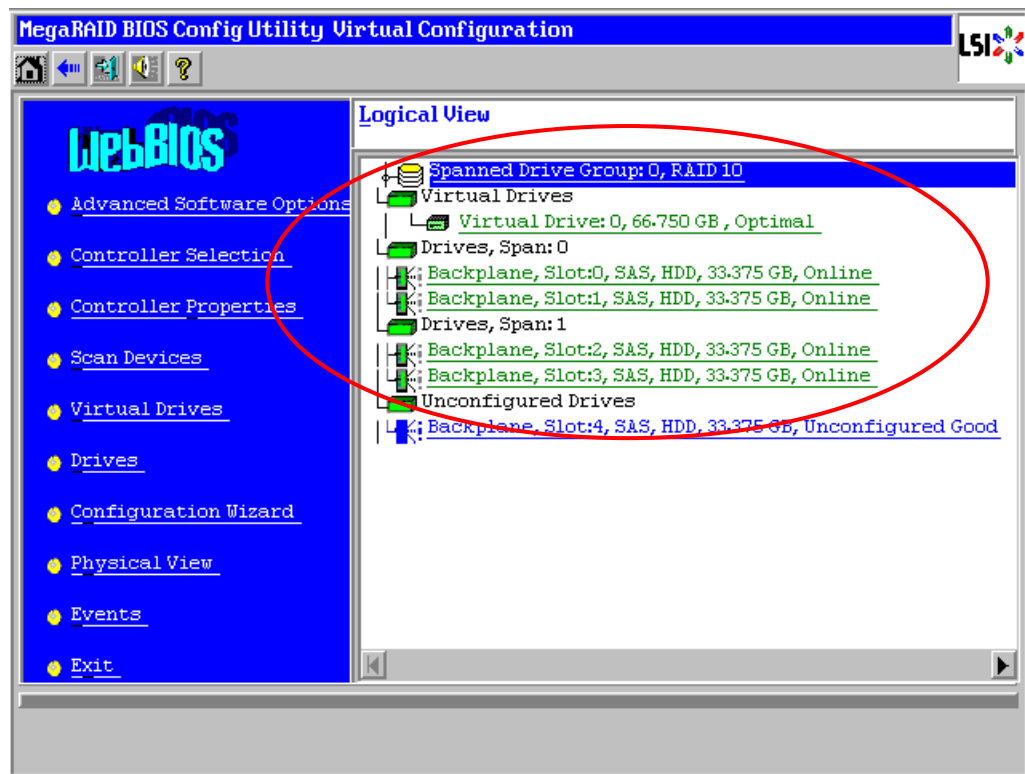 MegaRAID BIOS Config Utility Virtual Configuration
LSI
WebBIOS
Advanced Software Options
Controller Selection
Controller Properties
Scan Devices
Virtual Drives
Drives
Configuration Wizard
Physical View
Events
Exit
Logical View
Spanned Drive Group: 0, RAID 10
Virtual Drives
Virtual Drive: 0, 66.750 GB , Optimal
Drives, Span: 0
Backplane, Slot:0, SAS, HDD, 33.375 GB, Online
Backplane, Slot:1, SAS, HDD, 33.375 GB, Online
Drives, Span: 1
Backplane, Slot:2, SAS, HDD, 33.375 GB, Online
Backplane, Slot:3, SAS, HDD, 33.375 GB, Online
Unconfigured Drives
Backplane, Slot:4, SAS, HDD, 33.375 GB, Unconfigured Good